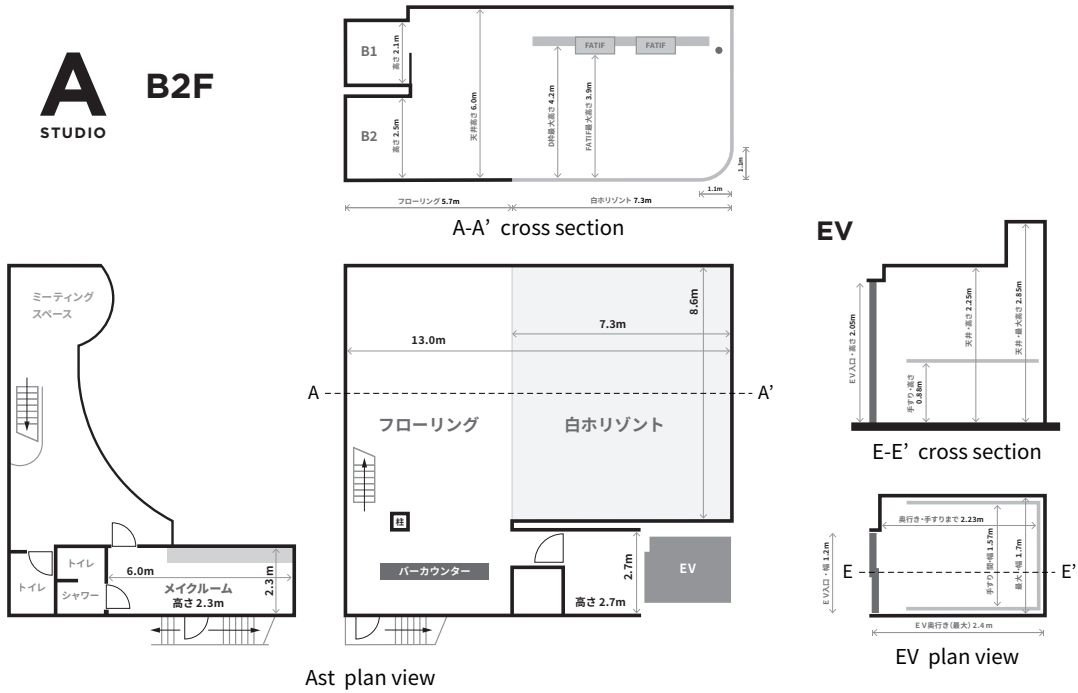 A
STUDIO
B2F
B1
高さ 2.1m
B2
高さ 2.5m
天井高さ 6.0m
FATIF
FATIF
D枠最大高さ 4.2m
FATIF最大高さ 3.9m
1.1m
1.1m
フローリング 5.7m
白ホリゾント 7.3m
A-A’ cross section
ミーティング
スペース
トイレ
トイレ
シャワー
6.0m
メイクルーム
高さ 2.3m
2.3m
13.0m
7.3m
8.6m
A
A’
フローリング
白ホリゾント
柱
バーカウンター
2.7m
高さ 2.7m
EV
Ast plan view
EV
EV入口・高さ 2.05m
天井・高さ 2.25m
天井・最大高さ 2.85m
手すり・高さ
0.88m
E-E’ cross section
奥行き・手すりまで 2.23m
手すり間・幅 1.57m
最大・幅 1.7m
EV入口・幅 1.2m
E
E’
EV奥行き(最大) 2.4m
EV plan view